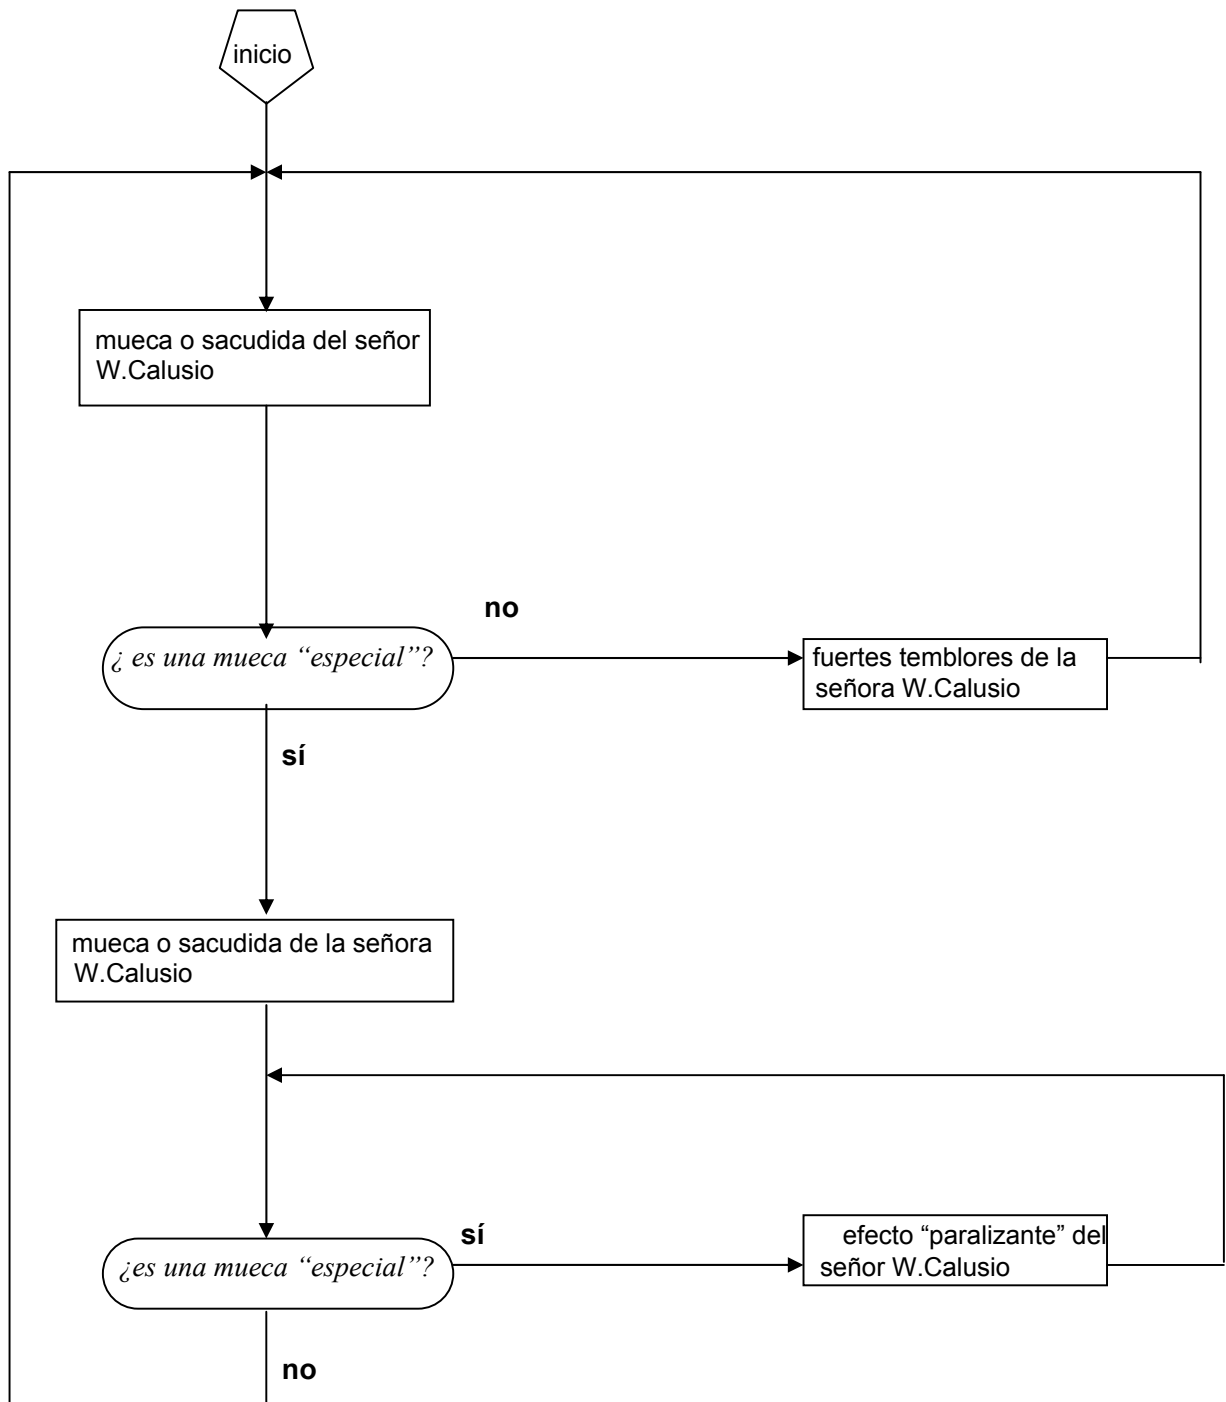 inicio
mueca o sacudida del señor
W.Calusio
no
¿ es una mueca “especial”?
fuertes temblores de la
señora W.Calusio
sí
mueca o sacudida de la señora
W.Calusio
sí
efecto “paralizante” del
señor W.Calusio
¿es una mueca “especial”?
no